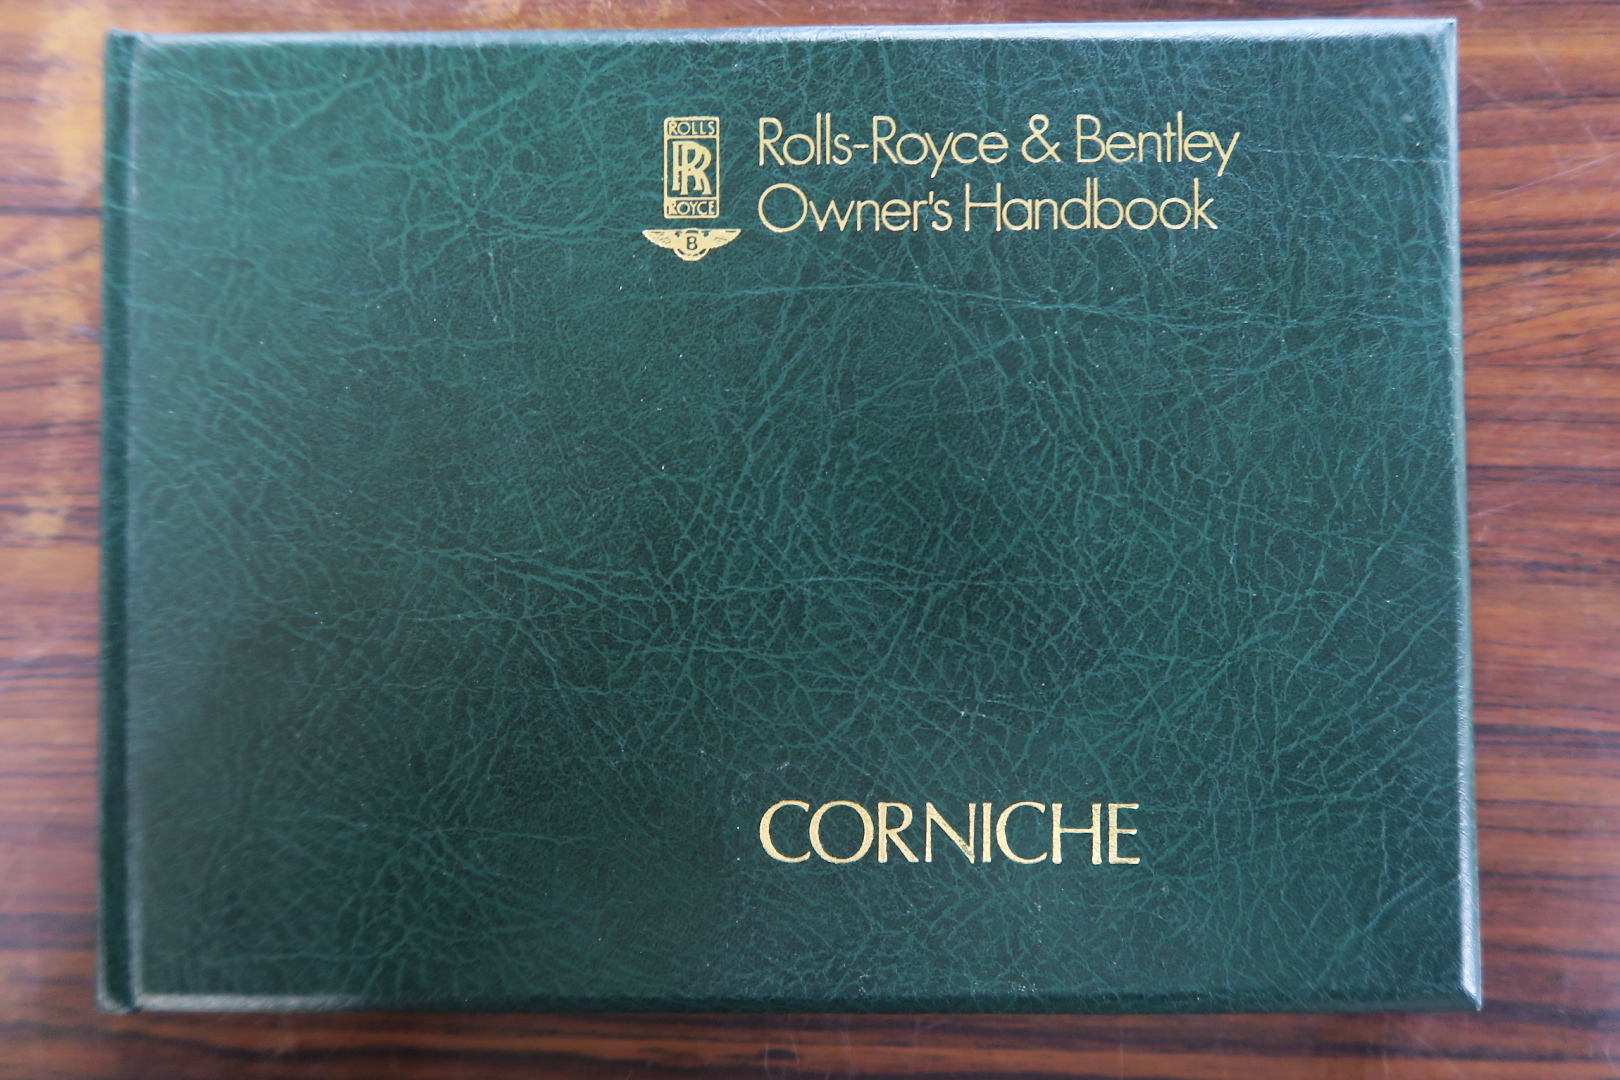 ROLLS
RR
ROYCE
B
Rolls-Royce & Bentley
Owner's Handbook
CORNICHE